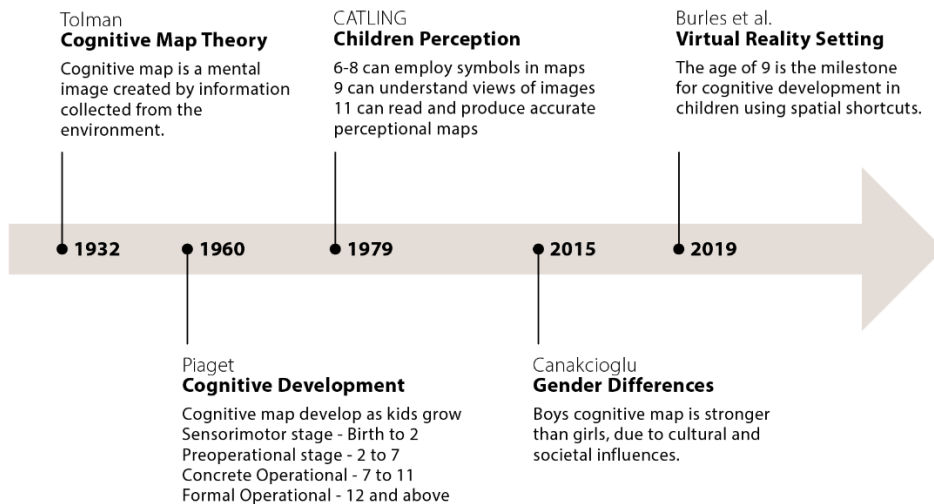 Tolman
Cognitive Map Theory
Cognitive map is a mental
image created by information
collected from the
environment.
CATLING
Children Perception
6-8 can employ symbols in maps
9 can understand views of images
11 can read and produce accurate
perceptional maps
Burles et al.
Virtual Reality Setting
The age of 9 is the milestone
for cognitive development in
children using spatial shortcuts.
1932
1960
1979
2015
2019
Piaget
Cognitive Development
Cognitive map develop as kids grow
Sensorimotor stage - Birth to 2
Preoperational stage - 2 to 7
Concrete Operational - 7 to 11
Formal Operational - 12 and above
Canakcioglu
Gender Differences
Boys cognitive map is stronger
than girls, due to cultural and
societal influences.